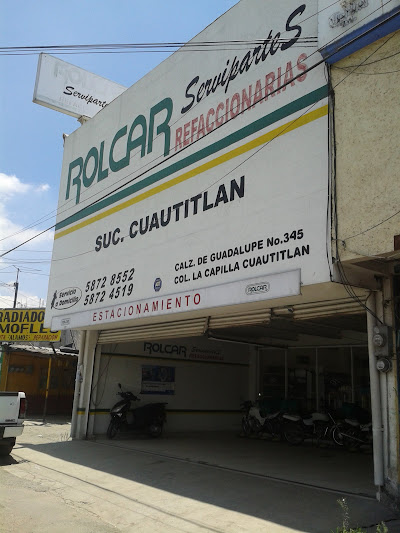 Servipartes
ROLCAR
Servipartes
REFACCIONARIAS
SUC. CUAUTITLAN
Servicio a Domicilio
5872 8552
5872 4519
CALZ. DE GUADALUPE No.345
COL. LA CAPILLA CUAUTITLAN
ESTACIONAMIENTO
ROLCAR
ROLCAR
RADIADO
MOFLE